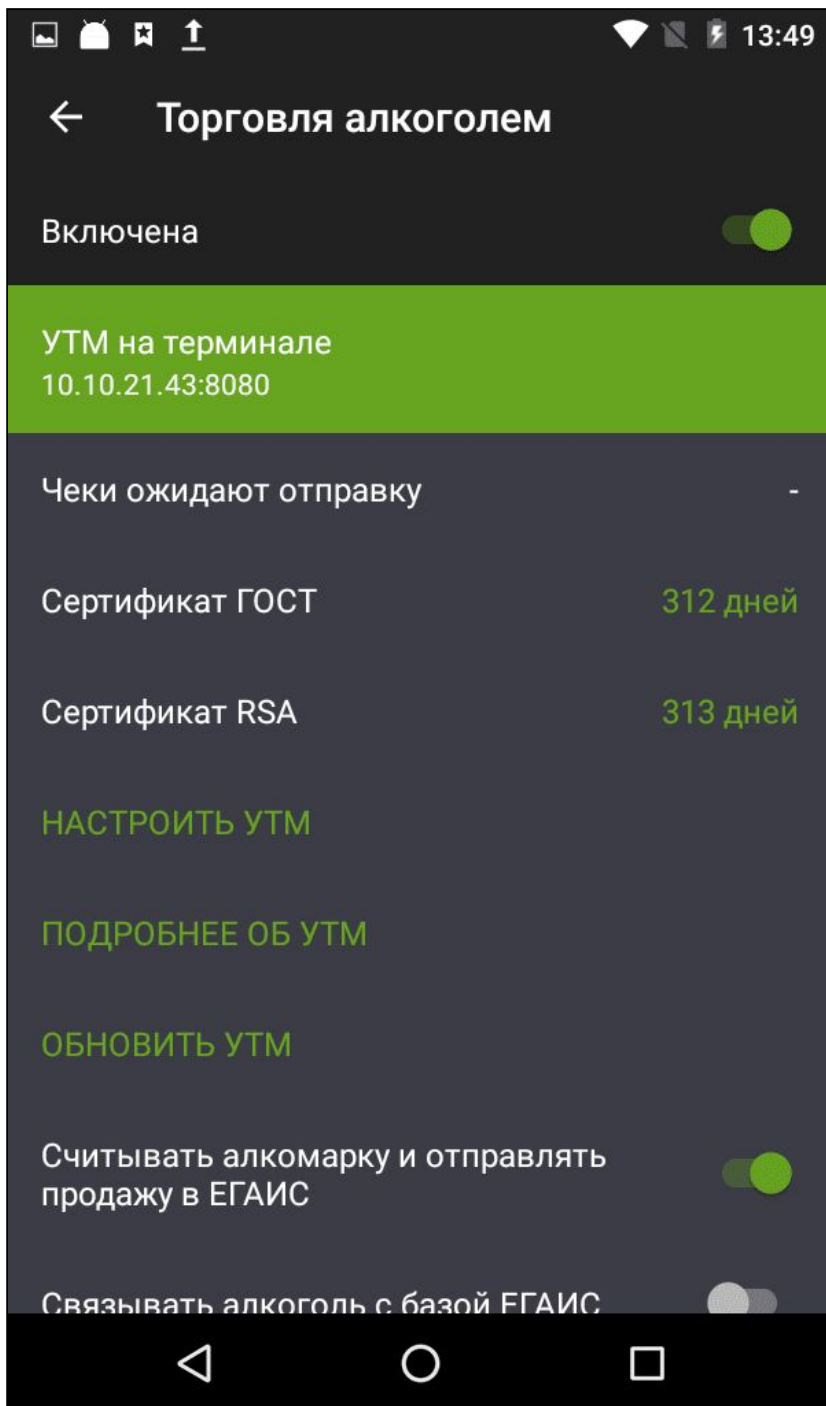 13:49
Торговля алкоголем
Включена
УТМ на терминале
10.10.21.43:8080
Чеки ожидают отправку -
Сертификат ГОСТ 312 дней
Сертификат RSA 313 дней
НАСТРОИТЬ УТМ
ПОДРОБНЕЕ ОБ УТМ
ОБНОВИТЬ УТМ
Считывать алкомарку и отправлять
продажу в ЕГАИС
Связывать алкоголь с базой ЕГАИС